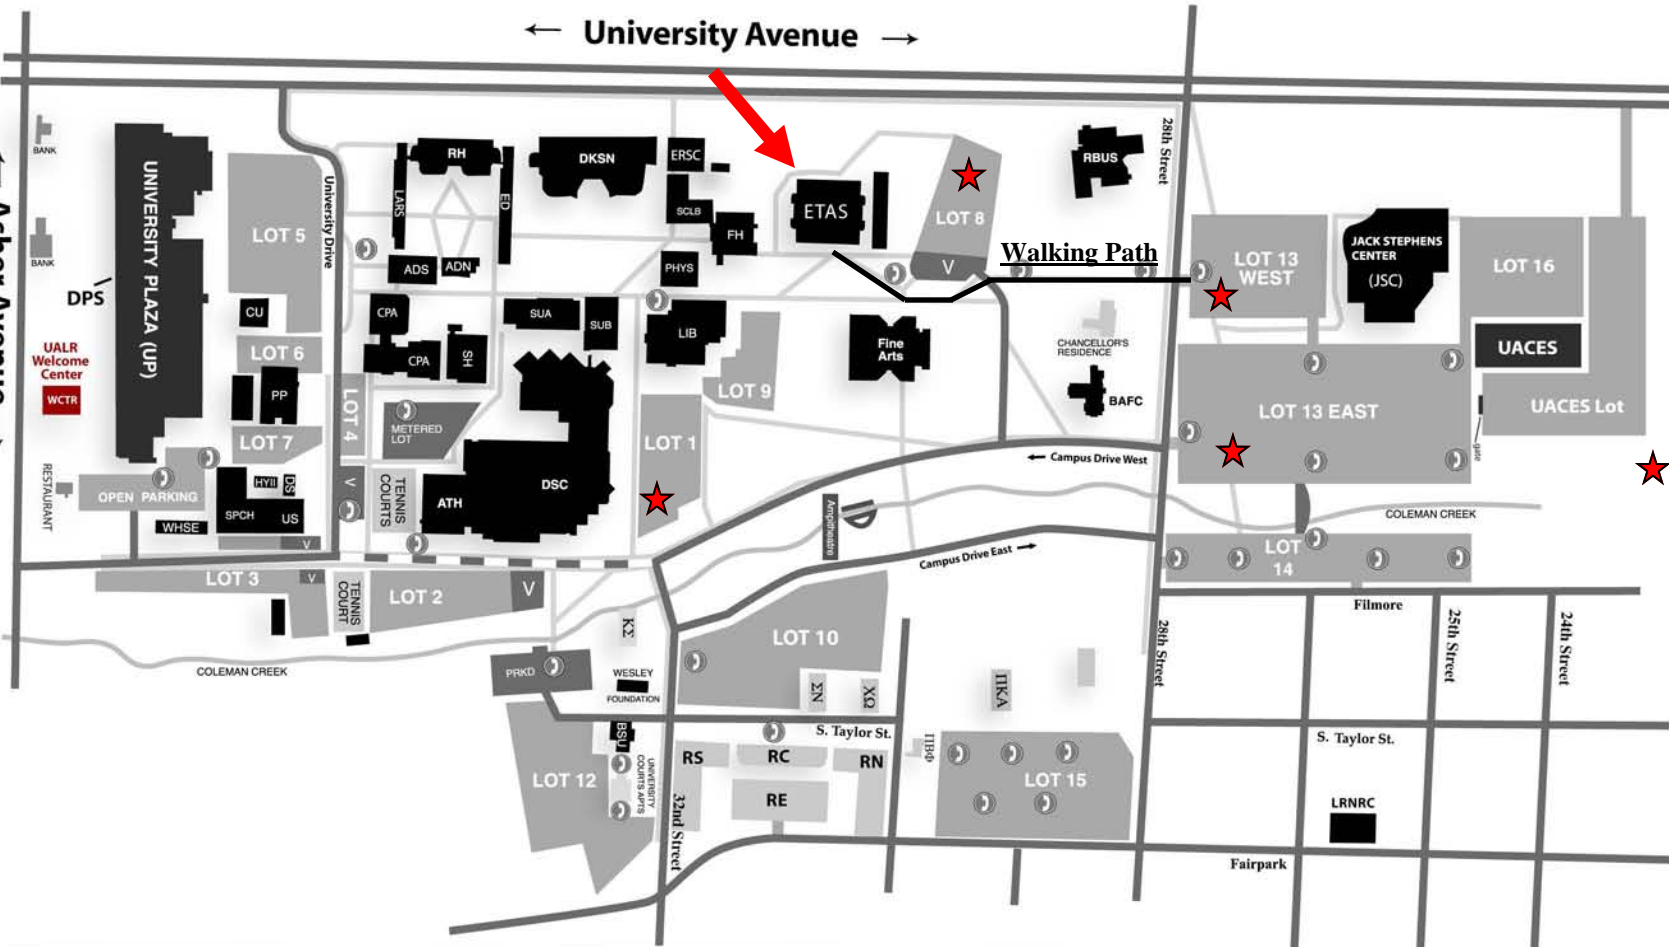 ← University Avenue →
28th Street
BANK
RH
DKSN
ERSC
RBUS
UNIVERSITY PLAZA (UP)
University Drive
LARS
ED
SCLB
ETAS
LOT 8
LOT 5
FH
JACK STEPHENS
CENTER
(JSC)
BANK
ADS
ADN
PHYS
V
Walking Path
LOT 13
WEST
LOT 16
DPS
CU
CPA
SUA
SUB
LIB
Fine
Arts
CHANCELLOR'S
RESIDENCE
UACES
UALR
Welcome
Center
WCTR
LOT 6
CPA
SH
LOT 9
PP
LOT 4
BAFC
LOT 13 EAST
UACES Lot
METERED
LOT
LOT 7
LOT 1
gate
← Campus Drive West
RESTAURANT
OPEN PARKING
HYII
DS
V
TENNIS
COURTS
ATH
DSC
SPCH
US
WHSE
V
Ampitheatre
COLEMAN CREEK
Campus Drive East →
LOT
14
LOT 3
V
TENNIS
COURT
LOT 2
V
Filmore
28th Street
25th Street
24th Street
ΚΣ
LOT 10
COLEMAN CREEK
PRKD
WESLEY
FOUNDATION
ΣΝ
ΧΩ
ΠΚΑ
BSU
S. Taylor St.
ΠΒΦ
S. Taylor St.
LOT 12
UNIVERSITY
COURTS APTS
RS
RC
RN
RE
LOT 15
32nd Street
LRNRC
Fairpark